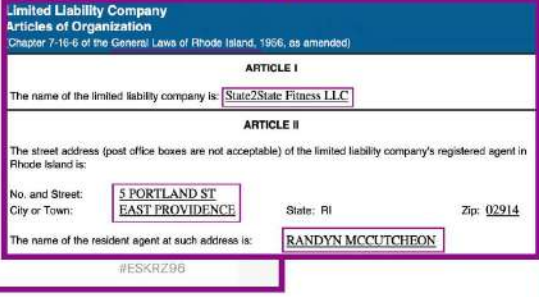 Limited Liability Company
Articles of Organization
(Chapter 7-16-6 of the General Laws of Rhode Island, 1956, as amended)
ARTICLE I
The name of the limited liability company is: State2State Fitness LLC
ARTICLE II
The street address (post office boxes are not acceptable) of the limited liability company's registered agent in
Rhode Island is:
No. and Street: 5 PORTLAND ST
City or Town: EAST PROVIDENCE State: RI Zip: 02914
The name of the resident agent at such address is: RANDYN MCCUTCHEON
#ESKRZ96